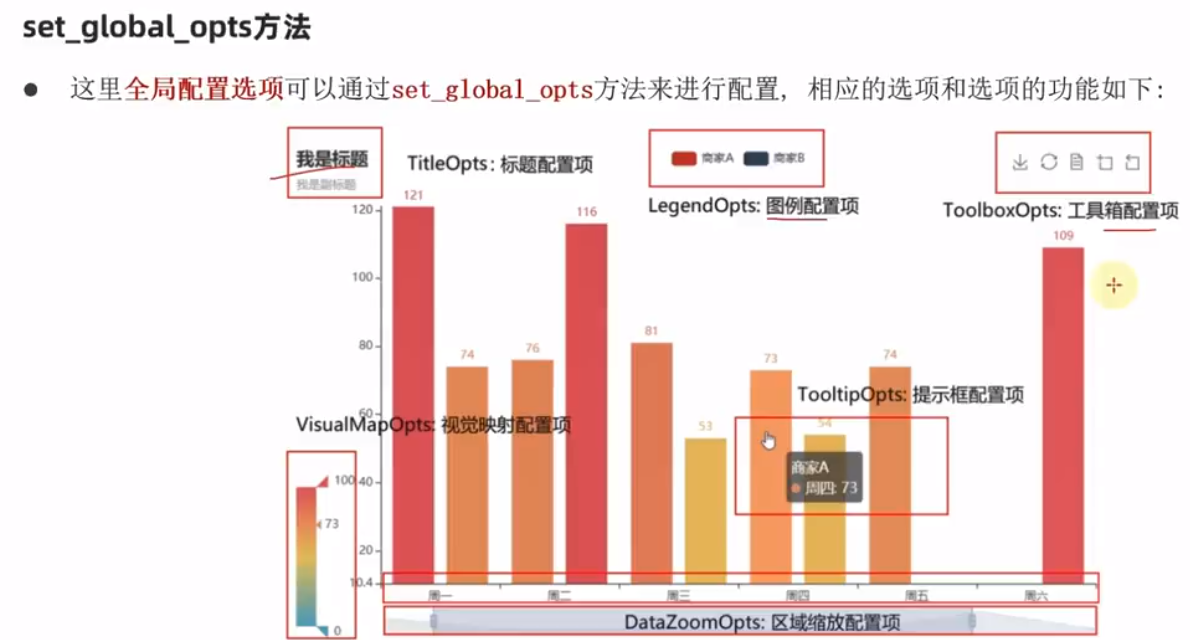 set_global_opts方法
● 这里全局配置选项可以通过set_global_opts方法来进行配置, 相应的选项和选项的功能如下:
我是标题
我是副标题
TitleOpts: 标题配置项
商家A 商家B
LegendOpts: 图例配置项
ToolboxOpts: 工具箱配置项
121
120
116
109
100
81
80
76
74
73
74
TooltipOpts: 提示框配置项
60
VisualMapOpts: 视觉映射配置项
53
54
商家A
周四: 73
100
40
73
20
10.4
0
周一 周二 周三 周四 周五 周六
DataZoomOpts: 区域缩放配置项